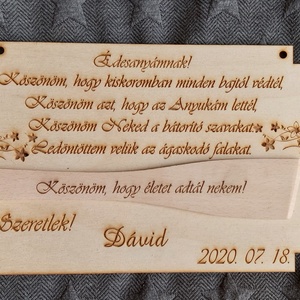 Édesanyámnak!
Köszönöm, hogy kiskoromban minden bajtól védtél,
Köszönöm azt, hogy az Anyukám lettél,
Köszönöm Neked a bátorító szavakat,
Ledöntöttem velük az ágaskodó falakat.
Köszönöm, hogy életet adtál nekem!
Szeretlek!
Dávid
2020. 07. 18.